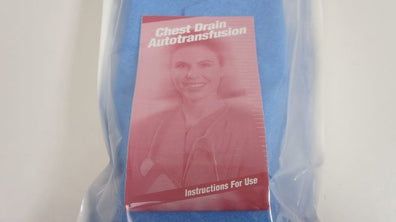 Chest Drain
Autotransfusion
Instructions For Use